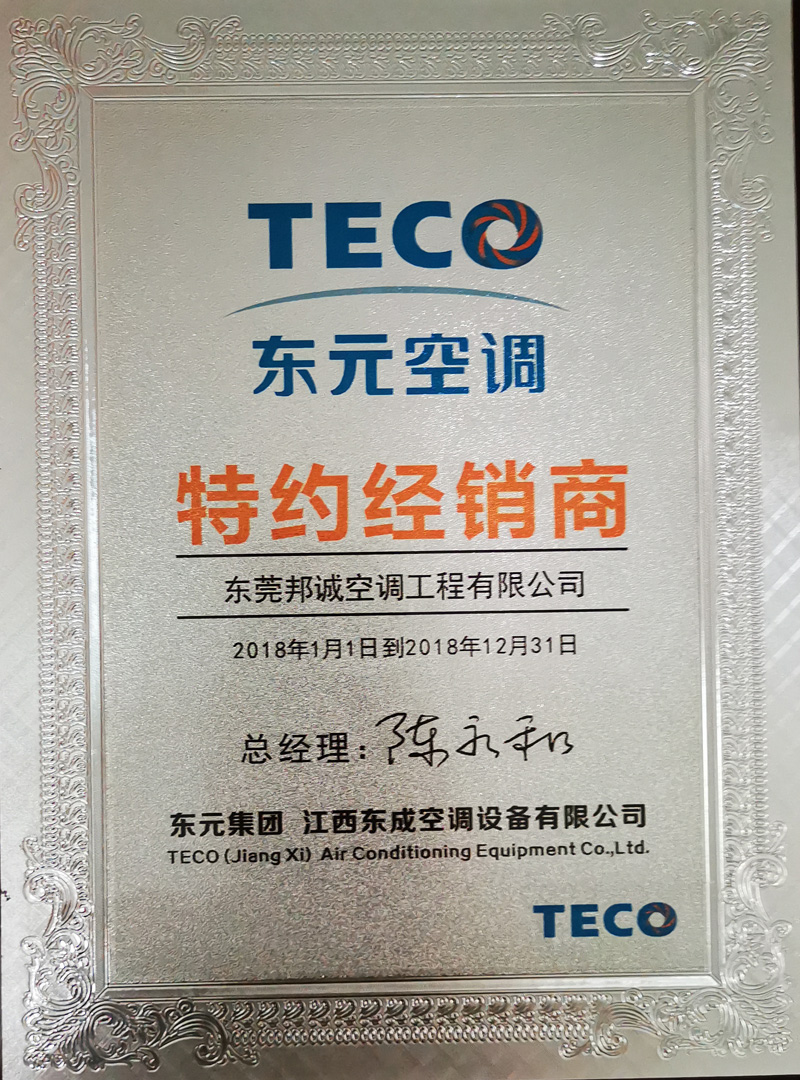 TECO
东元空调
特约经销商
东莞邦诚空调工程有限公司
2018年1月1日到2018年12月31日
总经理：陈永和
东元集团 江西东成空调设备有限公司
TECO (Jiang Xi) Air Conditioning Equipment Co.,Ltd.
TECO